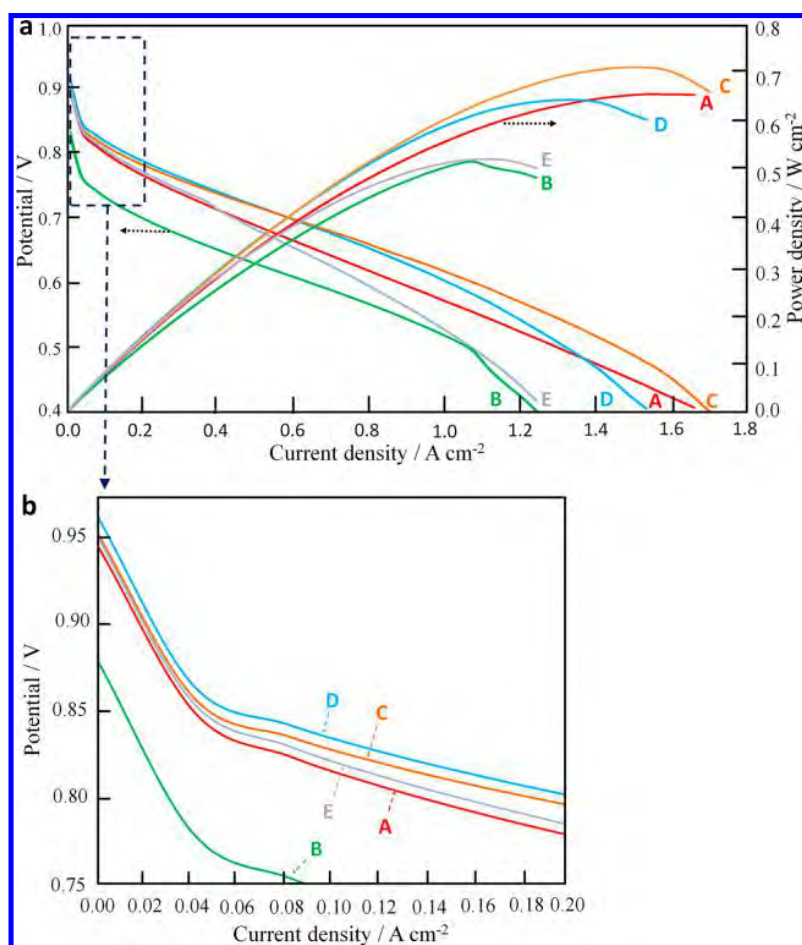 a
1.0
0.9
0.8
0.7
0.6
0.5
0.4
Potential / V
0.8
0.7
0.6
0.5
0.4
0.3
0.2
0.1
0.0
Power density / W cm-2
C
A
D
E
B
B
E
D
A
C
0.0 0.2 0.4 0.6 0.8 1.0 1.2 1.4 1.6 1.8
Current density / A cm-2
b
0.95
0.90
0.85
0.80
0.75
Potential / V
D
C
E
A
B
0.00 0.02 0.04 0.06 0.08 0.10 0.12 0.14 0.16 0.18 0.20
Current density / A cm-2